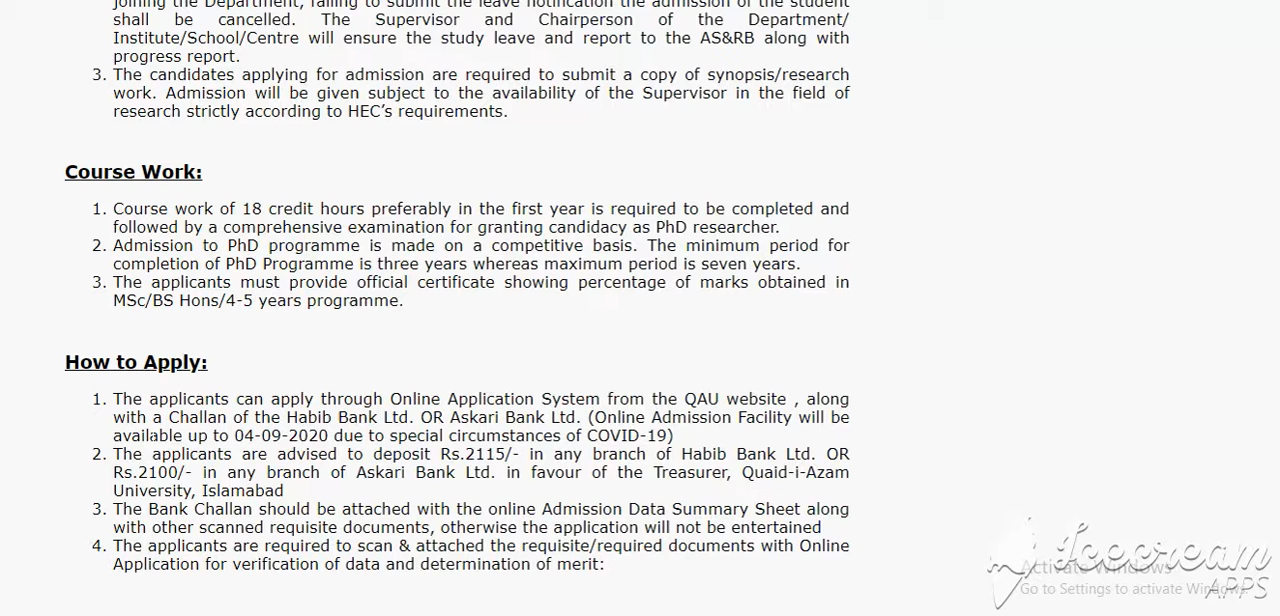 joining the Department, failing to submit the leave notification the admission of the student
shall be cancelled. The Supervisor and Chairperson of the Department/
Institute/School/Centre will ensure the study leave and report to the AS&RB along with
progress report.
3. The candidates applying for admission are required to submit a copy of synopsis/research
work. Admission will be given subject to the availability of the Supervisor in the field of
research strictly according to HEC’s requirements.
Course Work:
1. Course work of 18 credit hours preferably in the first year is required to be completed and
followed by a comprehensive examination for granting candidacy as PhD researcher.
2. Admission to PhD programme is made on a competitive basis. The minimum period for
completion of PhD Programme is three years whereas maximum period is seven years.
3. The applicants must provide official certificate showing percentage of marks obtained in
MSc/BS Hons/4-5 years programme.
How to Apply:
1. The applicants can apply through Online Application System from the QAU website , along
with a Challan of the Habib Bank Ltd. OR Askari Bank Ltd. (Online Admission Facility will be
available up to 04-09-2020 due to special circumstances of COVID-19)
2. The applicants are advised to deposit Rs.2115/- in any branch of Habib Bank Ltd. OR
Rs.2100/- in any branch of Askari Bank Ltd. in favour of the Treasurer, Quaid-i-Azam
University, Islamabad
3. The Bank Challan should be attached with the online Admission Data Summary Sheet along
with other scanned requisite documents, otherwise the application will not be entertained
4. The applicants are required to scan & attached the requisite/required documents with Online
Application for verification of data and determination of merit:
Icecream
APPS
Activate Windows
Go to Settings to activate Windows.